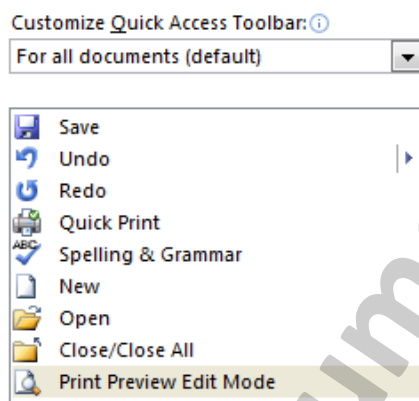 Customize Quick Access Toolbar:
For all documents (default)
Save
Undo
Redo
Quick Print
ABC
Spelling & Grammar
New
Open
Close/Close All
Print Preview Edit Mode